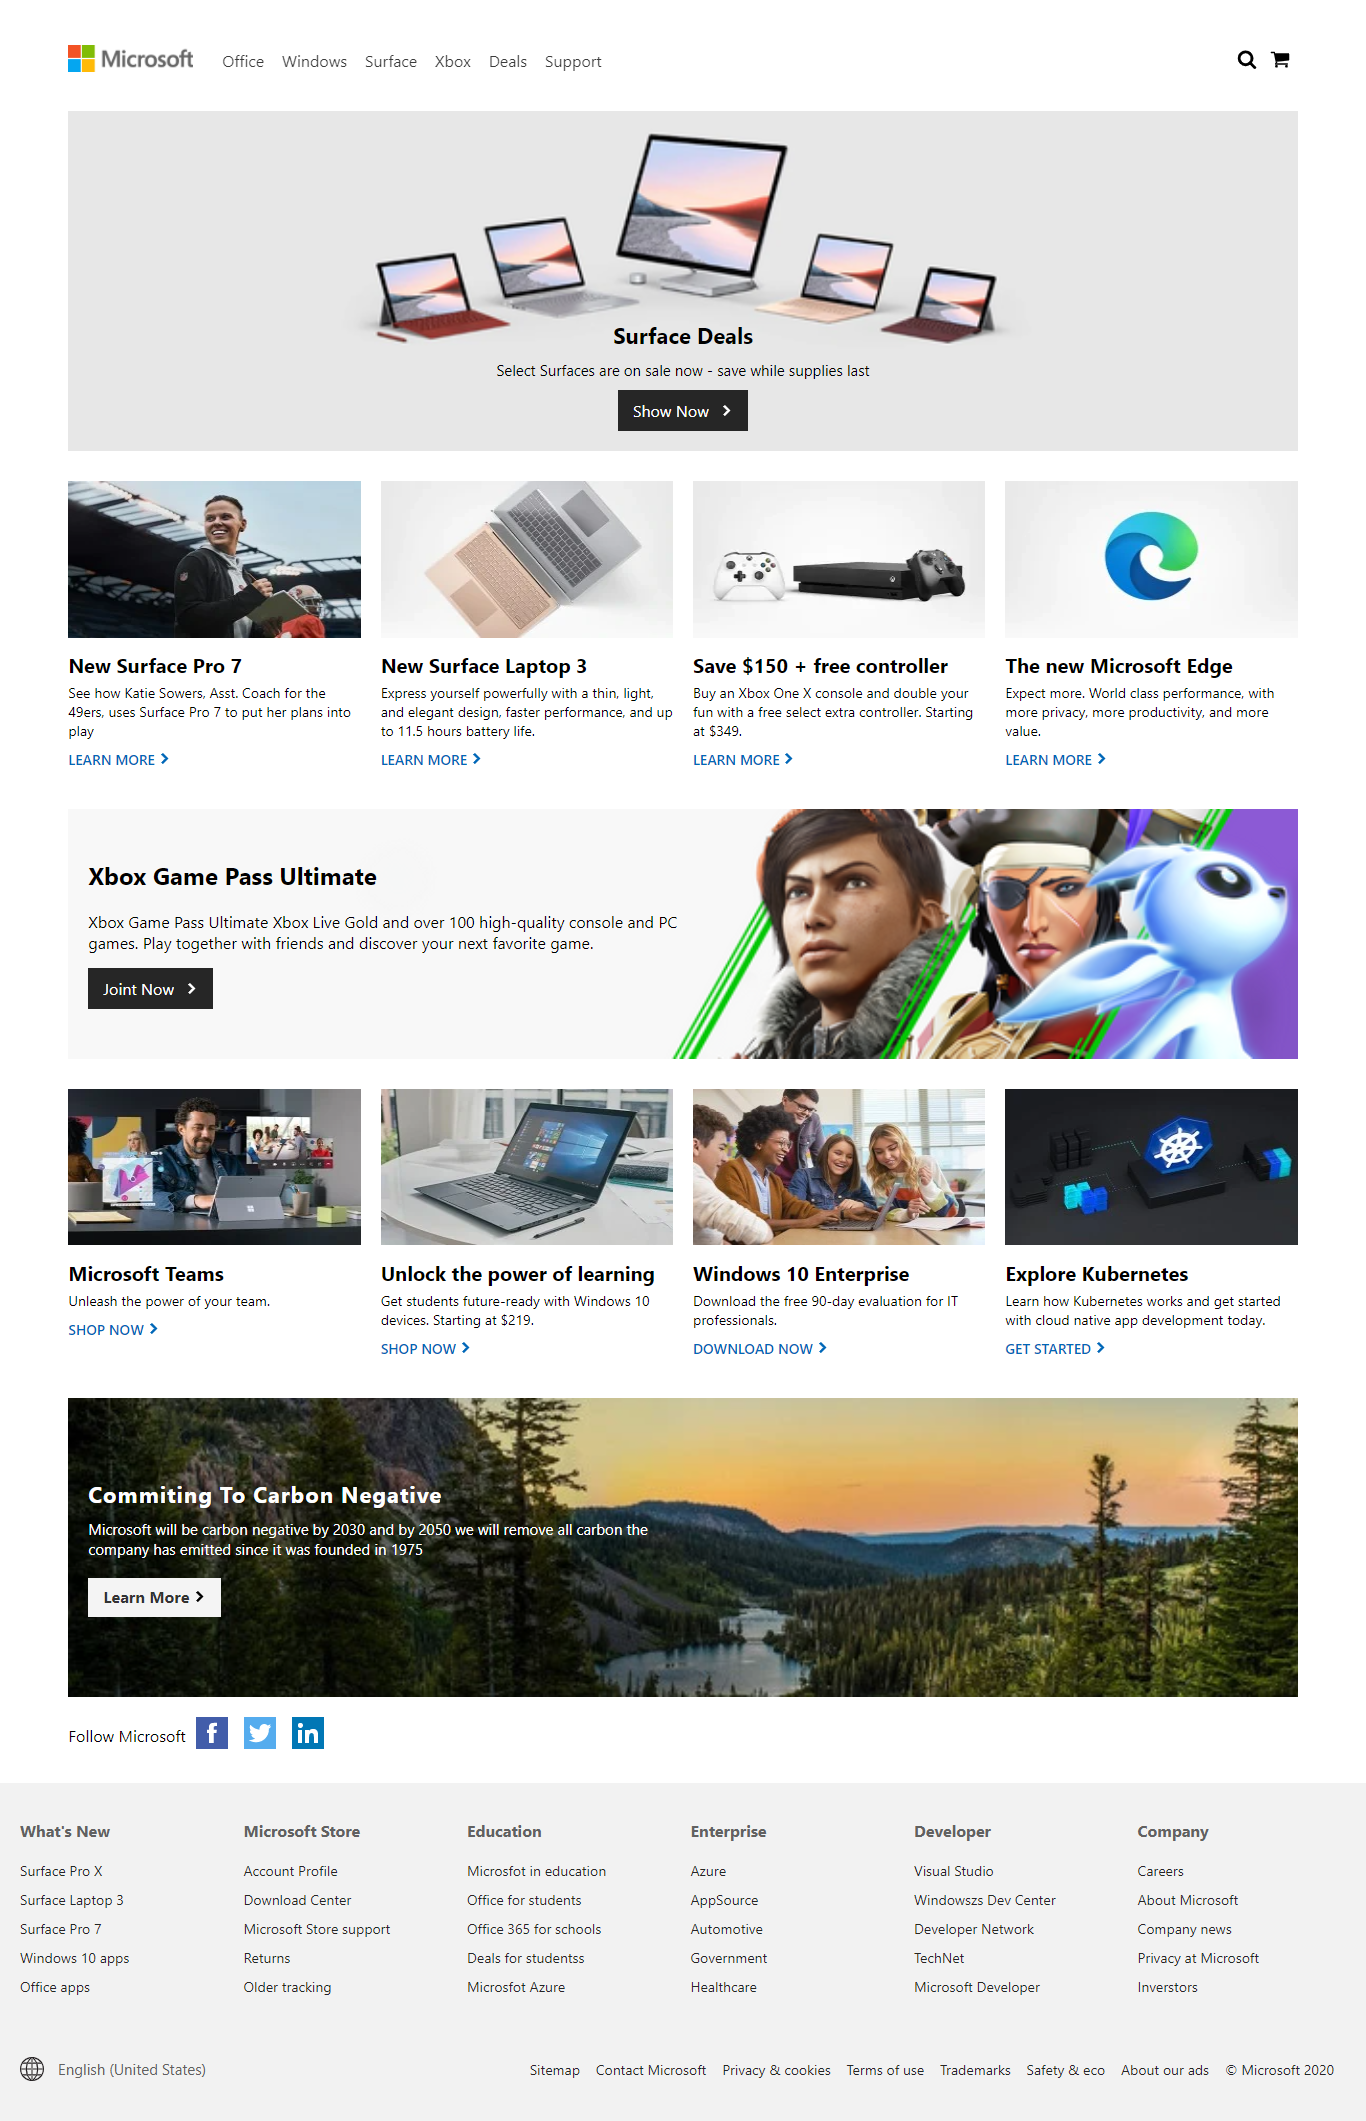 Microsoft Office Windows Surface Xbox Deals Support
Surface Deals
Select Surfaces are on sale now - save while supplies last
Show Now
New Surface Pro 7
See how Katie Sowers, Asst. Coach for the
49ers, uses Surface Pro 7 to put her plans into
play
LEARN MORE
New Surface Laptop 3
Express yourself powerfully with a thin, light,
and elegant design, faster performance, and up
to 11.5 hours battery life.
LEARN MORE
Save $150 + free controller
Buy an Xbox One X console and double your
fun with a free select extra controller. Starting
at $349.
LEARN MORE
The new Microsoft Edge
Expect more. World class performance, with
more privacy, more productivity, and more
value.
LEARN MORE
Xbox Game Pass Ultimate
Xbox Game Pass Ultimate Xbox Live Gold and over 100 high-quality console and PC
games. Play together with friends and discover your next favorite game.
Joint Now
Microsoft Teams
Unleash the power of your team.
SHOP NOW
Unlock the power of learning
Get students future-ready with Windows 10
devices. Starting at $219.
SHOP NOW
Windows 10 Enterprise
Download the free 90-day evaluation for IT
professionals.
DOWNLOAD NOW
Explore Kubernetes
Learn how Kubernetes works and get started
with cloud native app development today.
GET STARTED
Commiting To Carbon Negative
Microsoft will be carbon negative by 2030 and by 2050 we will remove all carbon the
company has emitted since it was founded in 1975
Learn More
Follow Microsoft
What's New
Surface Pro X
Surface Laptop 3
Surface Pro 7
Windows 10 apps
Office apps
Microsoft Store
Account Profile
Download Center
Microsoft Store support
Returns
Older tracking
Education
Microsfot in education
Office for students
Office 365 for schools
Deals for studentss
Microsfot Azure
Enterprise
Azure
AppSource
Automotive
Government
Healthcare
Developer
Visual Studio
Windowszs Dev Center
Developer Network
TechNet
Microsoft Developer
Company
Careers
About Microsoft
Company news
Privacy at Microsoft
Inverstors
English (United States)
Sitemap Contact Microsoft Privacy & cookies Terms of use Trademarks Safety & eco About our ads © Microsoft 2020